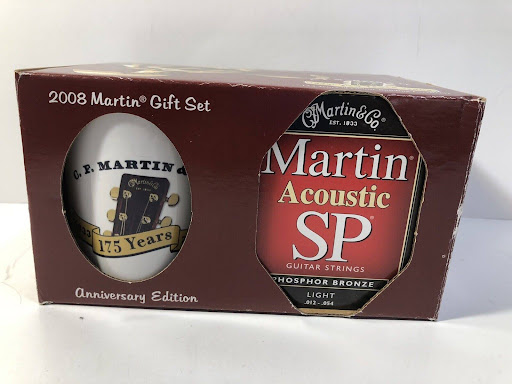 2008 Martin® Gift Set
C. F. MARTIN &
175 Years
Anniversary Edition
C.F. Martin & Co.
EST. 1833
Martin®
Acoustic
SP®
GUITAR STRINGS
PHOSPHOR BRONZE
LIGHT
.012 - .054